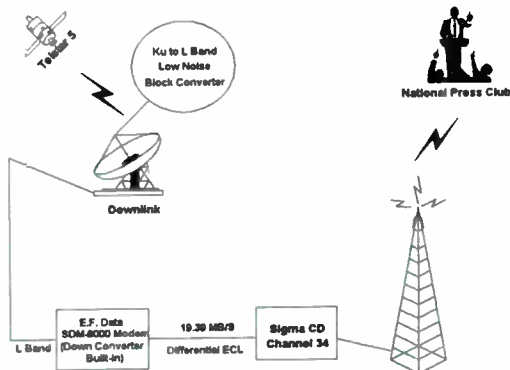 Telstar 5
Ku to L Band
Low Noise
Block Converter
National Press Club
Downlink
E.F. Data
SDM-8000 Modem
(Down Converter
Built-in)
L Band
19.39 MB/S
Differential ECL
Sigma CD
Channel 34